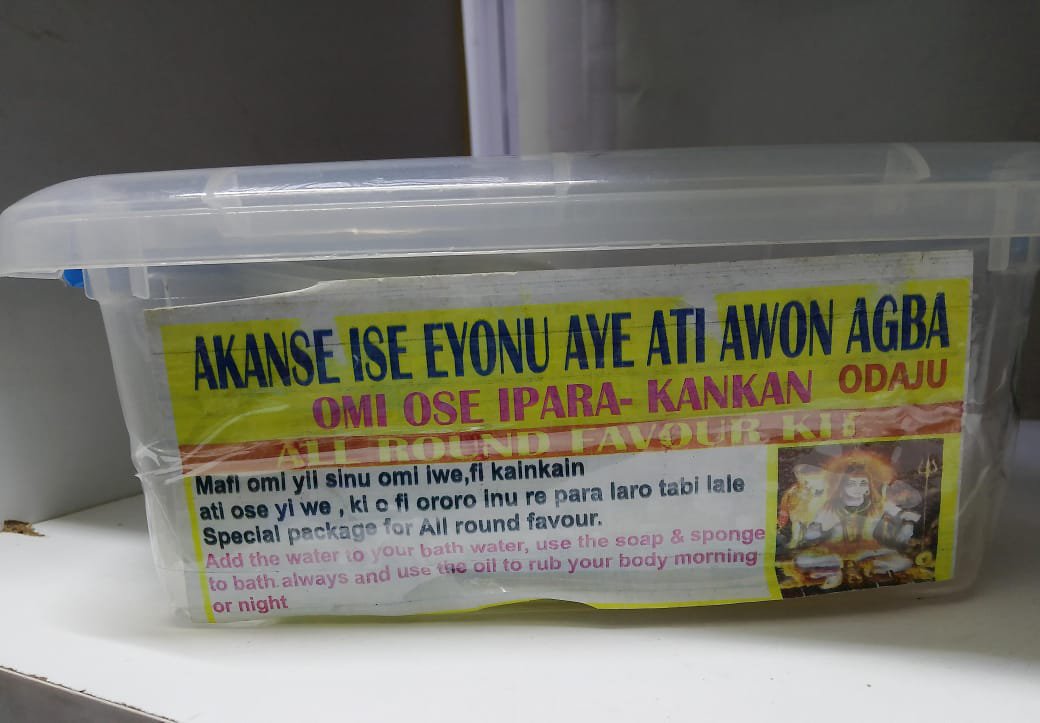 AKANSE ISE EYONU AYE ATI AWON AGBA
OMI OSE IPARA- KANKAN ODAJU
ALL ROUND FAVOUR KIT
Mafi omi yii sinu omi iwe,fi kainkain
ati ose yi we , ki o fi ororo inu re para laro tabi lale
Special package for All round favour.
Add the water to your bath water, use the soap & sponge
to bath always and use the oil to rub your body morning
or night